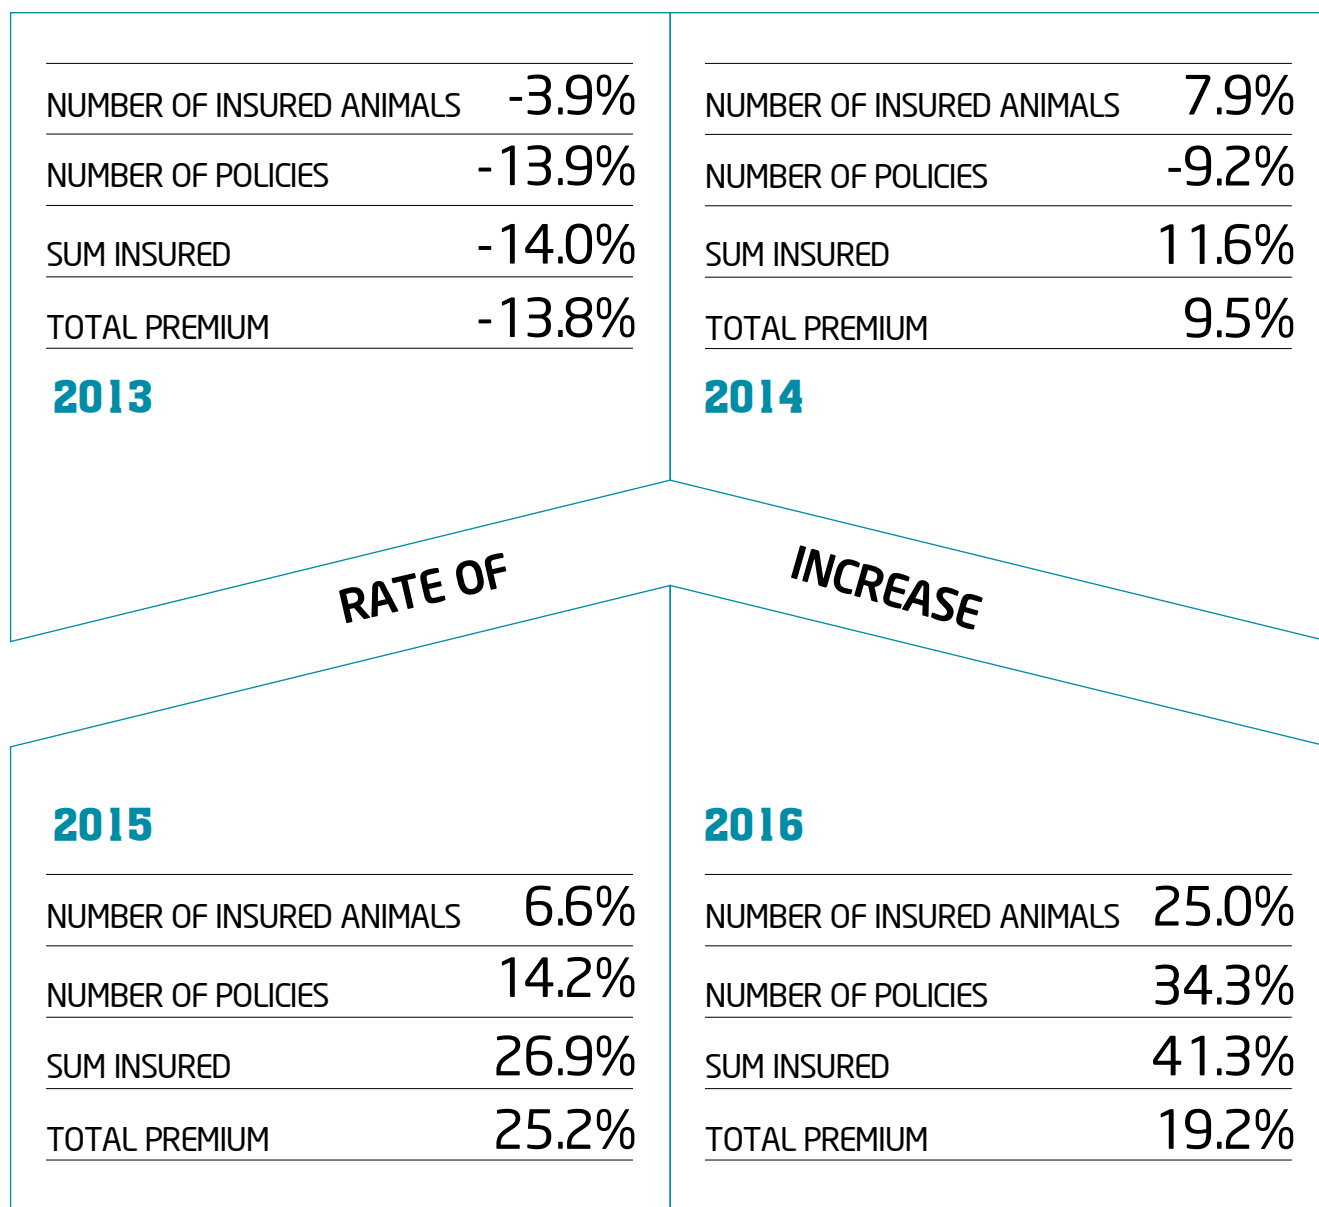 NUMBER OF INSURED ANIMALS -3.9%
NUMBER OF POLICIES -13.9%
SUM INSURED -14.0%
TOTAL PREMIUM -13.8%
2013
NUMBER OF INSURED ANIMALS 7.9%
NUMBER OF POLICIES -9.2%
SUM INSURED 11.6%
TOTAL PREMIUM 9.5%
2014
RATE OF INCREASE
2015
NUMBER OF INSURED ANIMALS 6.6%
NUMBER OF POLICIES 14.2%
SUM INSURED 26.9%
TOTAL PREMIUM 25.2%
2016
NUMBER OF INSURED ANIMALS 25.0%
NUMBER OF POLICIES 34.3%
SUM INSURED 41.3%
TOTAL PREMIUM 19.2%